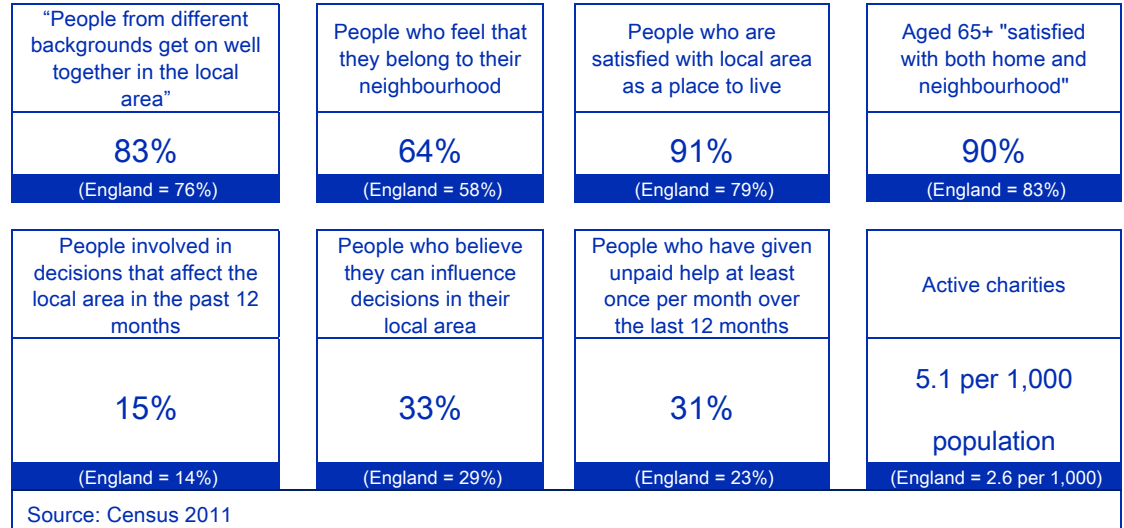 “People from different
backgrounds get on well
together in the local
area”
83%
(England = 76%)
People who feel that
they belong to their
neighbourhood
64%
(England = 58%)
People who are
satisfied with local area
as a place to live
91%
(England = 79%)
Aged 65+ "satisfied
with both home and
neighbourhood"
90%
(England = 83%)
People involved in
decisions that affect the
local area in the past 12
months
15%
(England = 14%)
People who believe
they can influence
decisions in their
local area
33%
(England = 29%)
People who have given
unpaid help at least
once per month over
the last 12 months
31%
(England = 23%)
Active charities
5.1 per 1,000
population
(England = 2.6 per 1,000)
Source: Census 2011